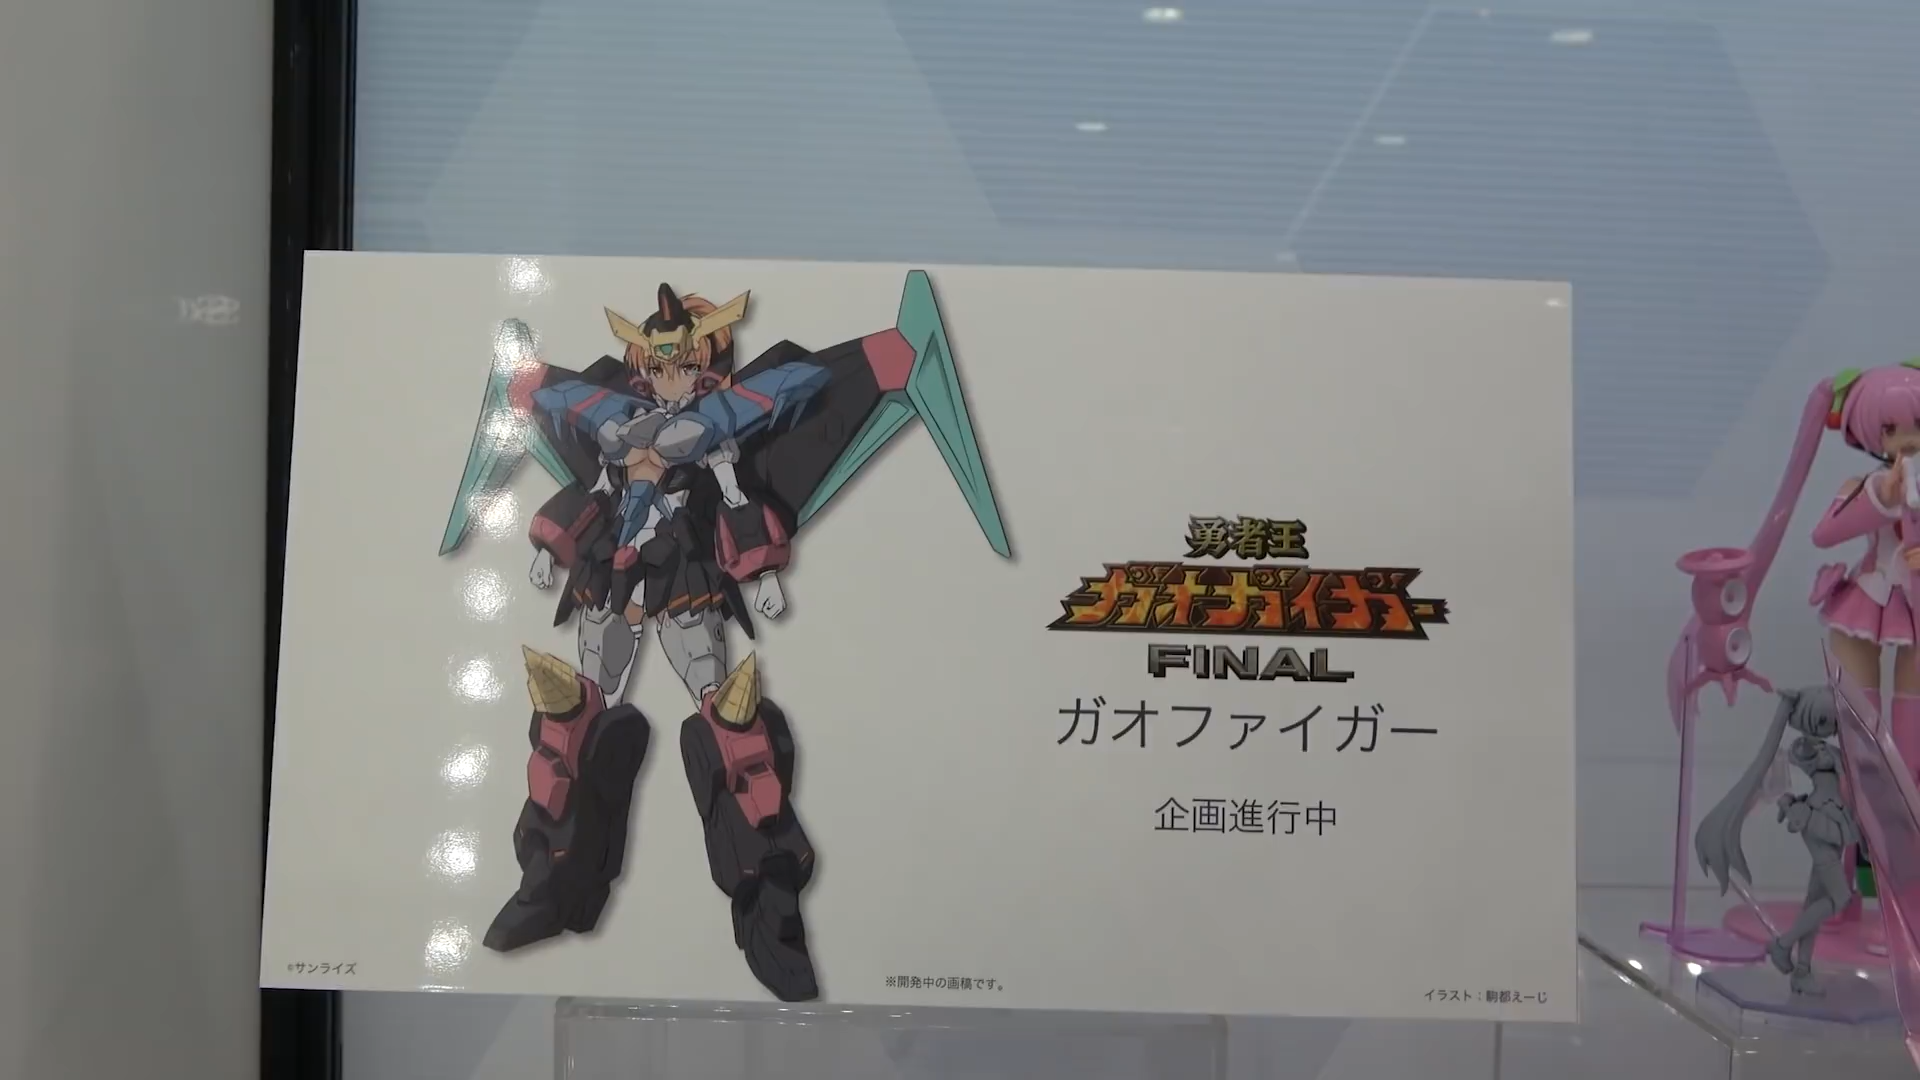 勇者王
ガオガイガー
FINAL
ガオファイガー
企画進行中
©サンライズ
※開発中の画稿です。
イラスト：駒都えーじ